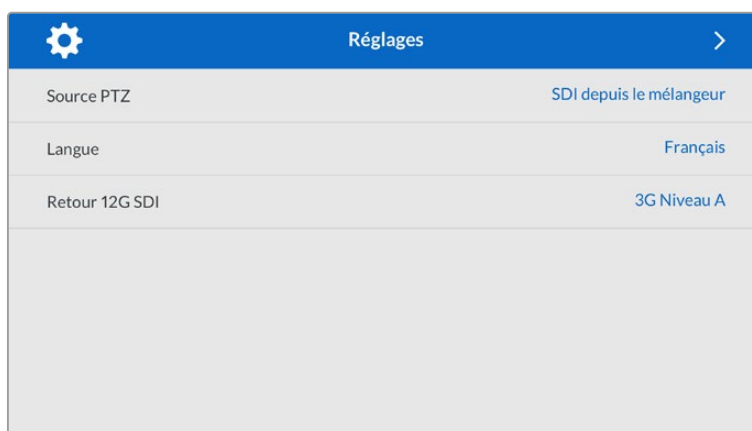 Réglages
Source PTZ SDI depuis le mélangeur
Langue Français
Retour 12G SDI 3G Niveau A